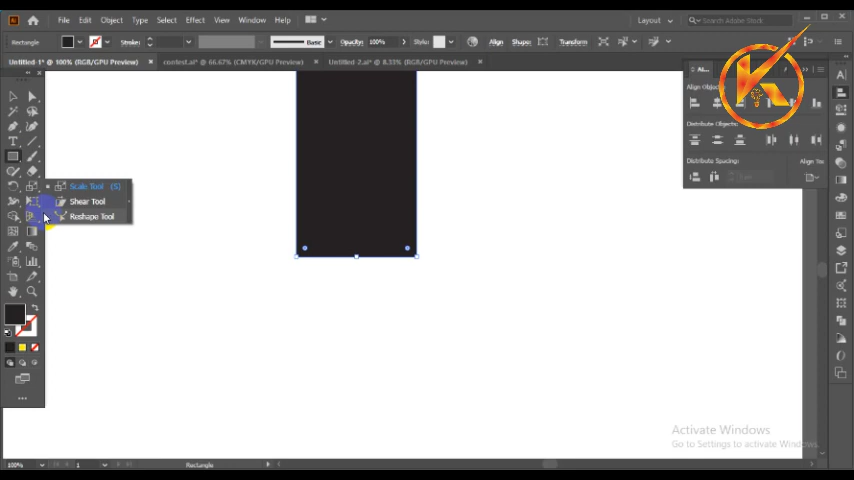 File Edit Object Type Select Effect View Window Help Layout Search Adobe Stock
Rectangle Stroke: Basic Opacity: 100% Style: Align Shape: Transform
Untitled-1* @ 100% (RGB/GPU Preview) contest.ai* @ 66.67% (CMYK/GPU Preview) Untitled-2.ai* @ 8.33% (RGB/GPU Preview)
Align Objects:
Distribute Objects:
Distribute Spacing: Align To:
Scale Tool (S)
Shear Tool
Reshape Tool
Activate Windows
Go to Settings to activate Windows.
100% 1 Rectangle